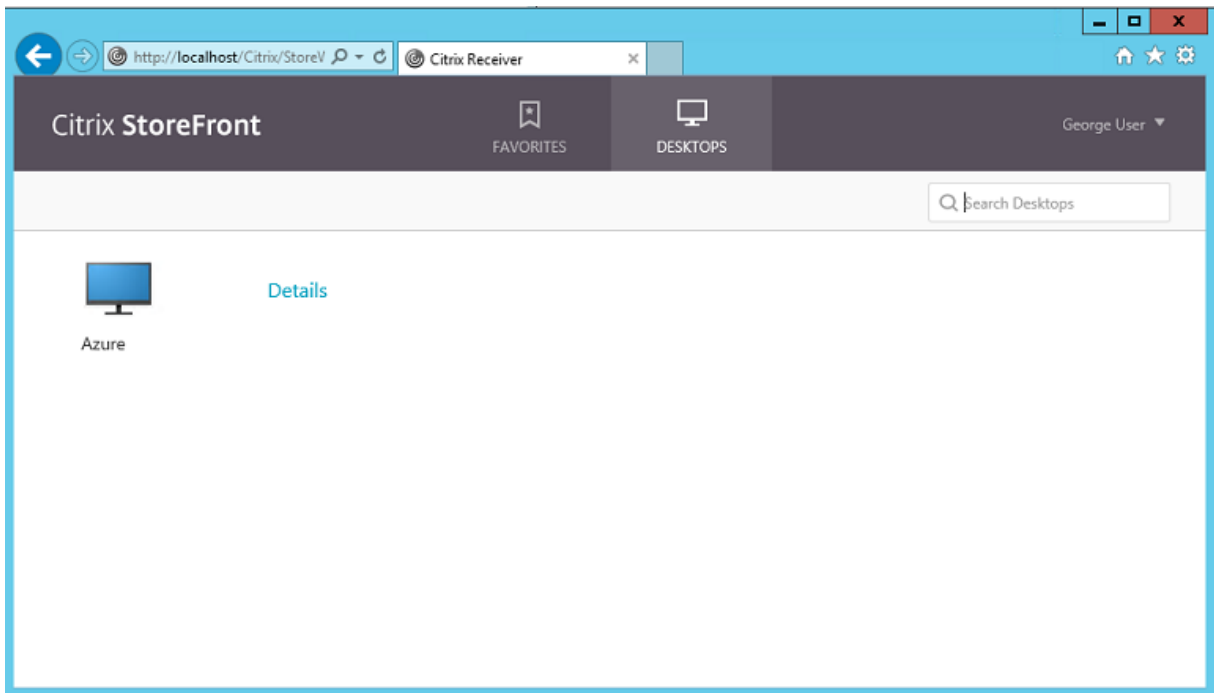 http://localhost/Citrix/StoreV
Citrix Receiver
Citrix StoreFront
FAVORITES
DESKTOPS
George User
Search Desktops
Details
Azure